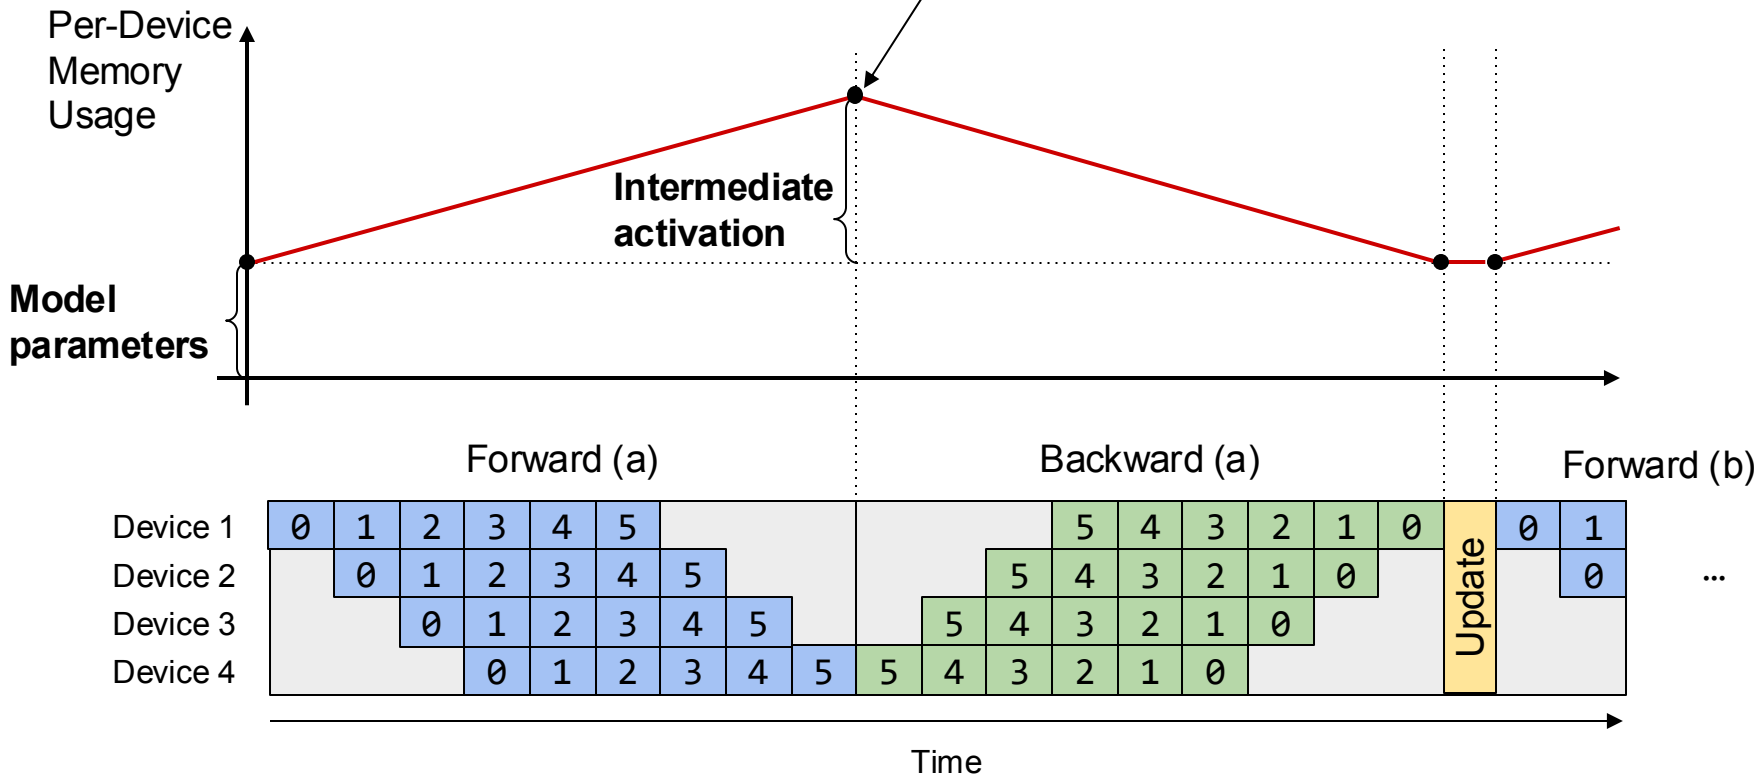 Per-Device
Memory
Usage
Intermediate
activation
Model
parameters
Forward (a)
Backward (a)
Forward (b)
Device 1 0 1 2 3 4 5 5 4 3 2 1 0 0 1
Device 2 0 1 2 3 4 5 5 4 3 2 1 0 0 ...
Device 3 0 1 2 3 4 5 5 4 3 2 1 0
Device 4 0 1 2 3 4 5 5 4 3 2 1 0
Update
Time